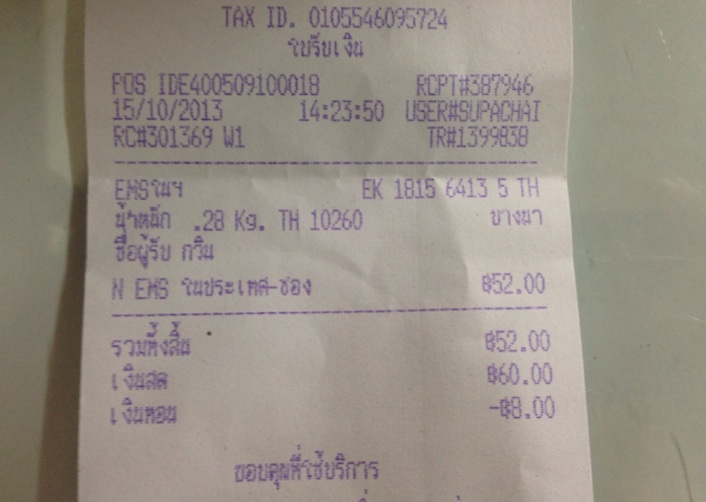 TAX ID. 0105546095724
ใบรับเงิน
POS IDE400509100018 RCPT#387946
15/10/2013 14:23:50 USER#SUPACHAI
RC#301369 W1 TR#1399838
EMSในฯ EK 1815 6413 5 TH
น้ำหนัก .28 Kg. TH 10260 บางนา
ชื่อผู้รับ กวิน
N EMS ในประเทศ-ซอง ฿52.00
รวมทั้งสิ้น ฿52.00
เงินสด ฿60.00
เงินทอน -฿8.00
ขอบคุณที่ใช้บริการ